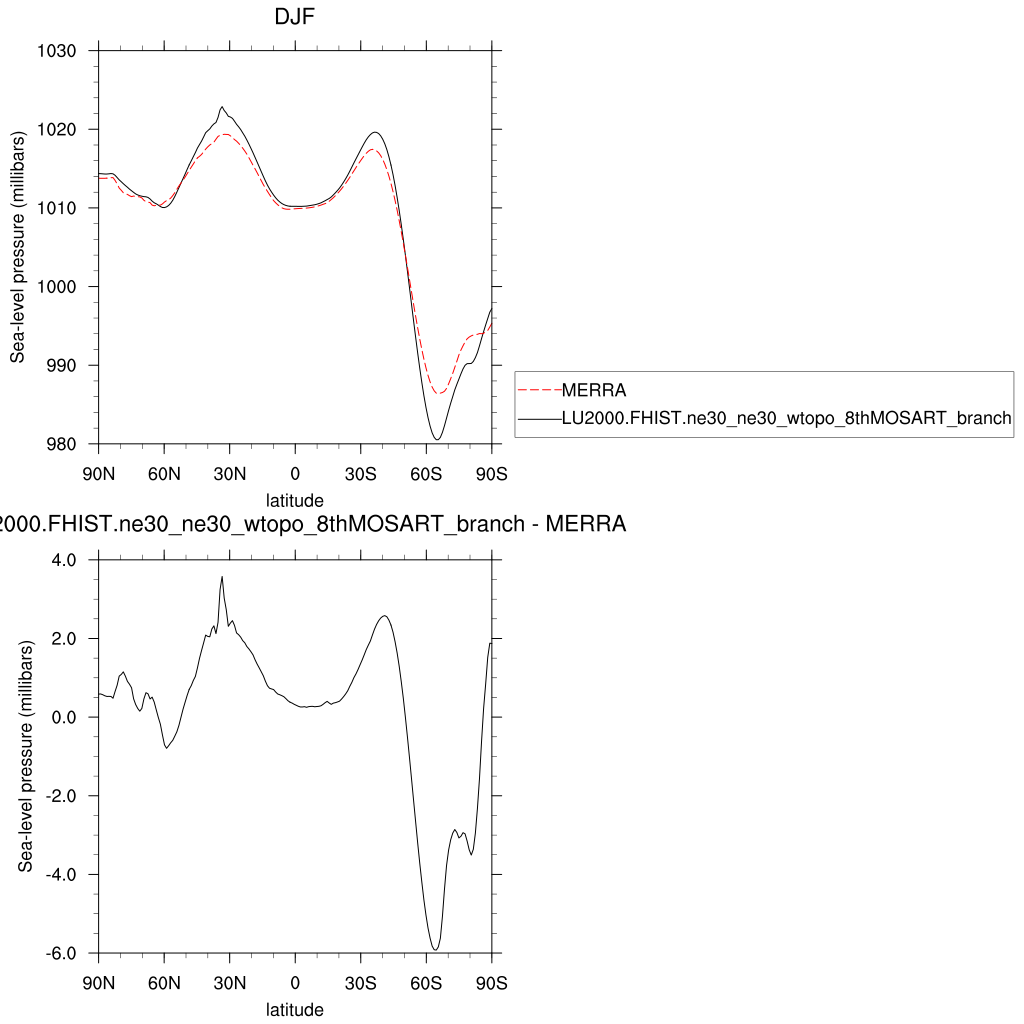 DJF
1030
1020
1010
1000
990
980
Sea-level pressure (millibars)
90N 60N 30N 0 30S 60S 90S
latitude
MERRA
LU2000.FHIST.ne30_ne30_wtopo_8thMOSART_branch
2000.FHIST.ne30_ne30_wtopo_8thMOSART_branch - MERRA
4.0
2.0
0.0
-2.0
-4.0
-6.0
Sea-level pressure (millibars)
90N 60N 30N 0 30S 60S 90S
latitude